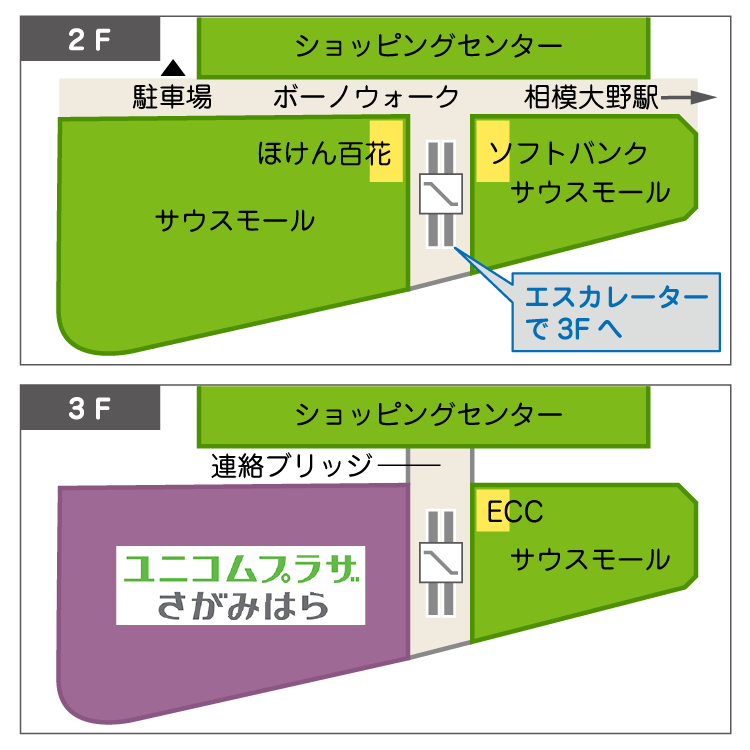 2F
ショッピングセンター
駐車場
ボーノウォーク
相模大野駅
ほけん百花
ソフトバンク
サウスモール
サウスモール
エスカレーター
で3Fへ
3F
ショッピングセンター
連絡ブリッジ
ECC
サウスモール
ユニコムプラザ
さがみはら